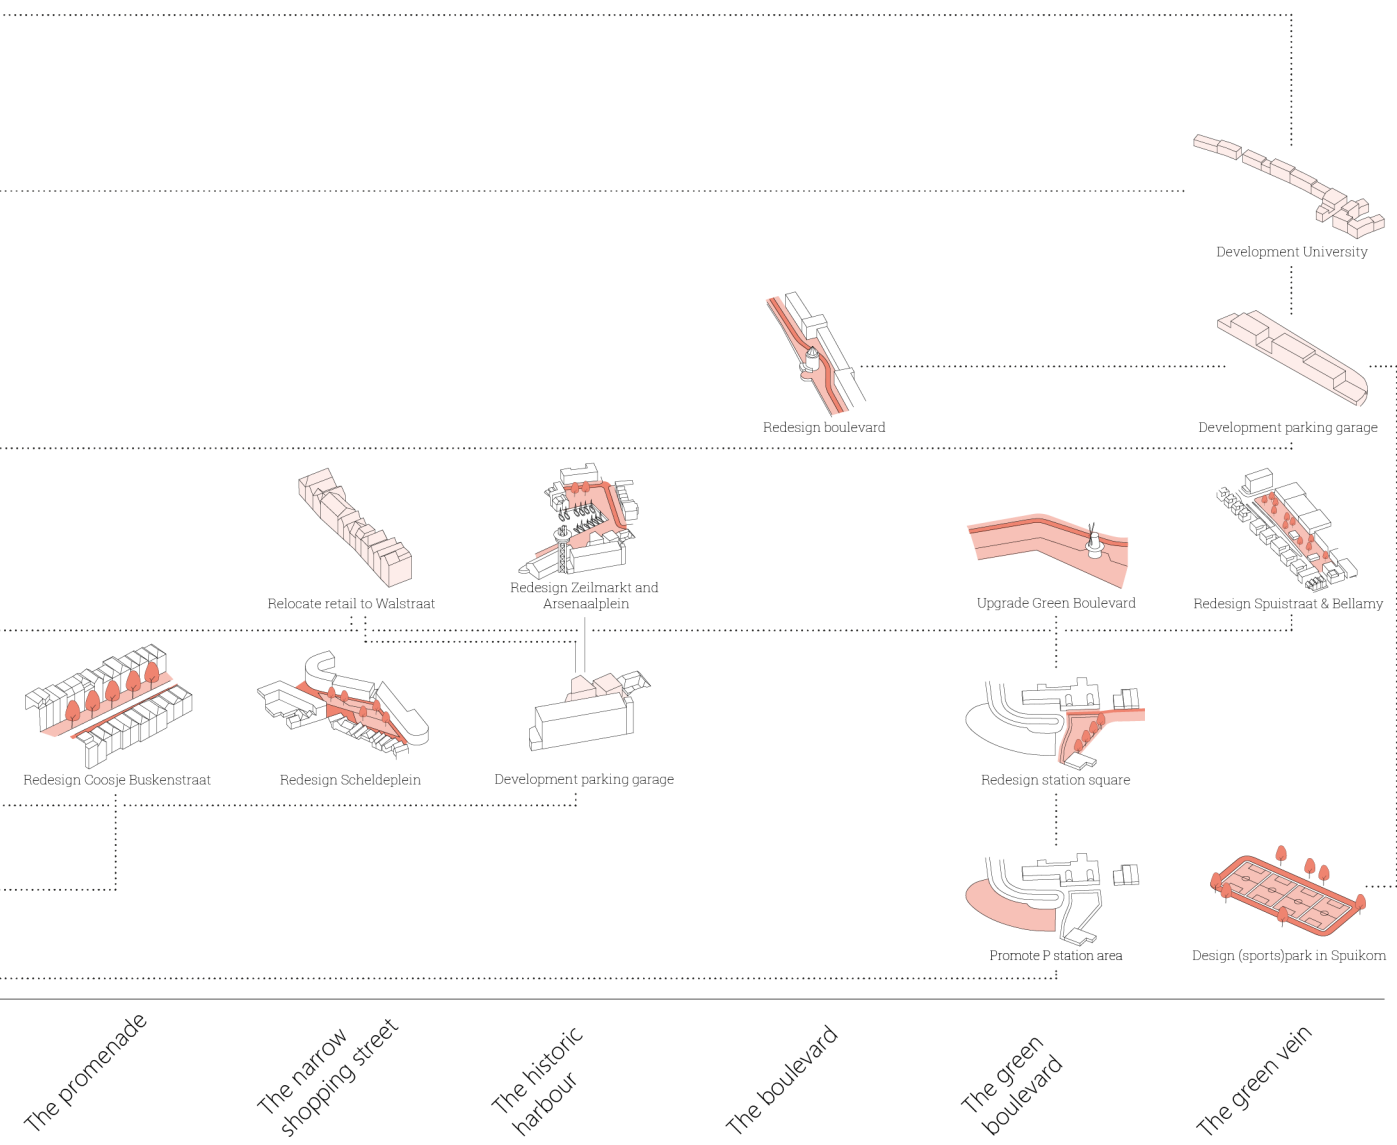 Development University
Redesign boulevard
Development parking garage
Relocate retail to Walstraat
Redesign Zeilmarkt and
Arsenaalplein
Upgrade Green Boulevard
Redesign Spuistraat & Bellamy
Redesign Coosje Buskenstraat
Redesign Scheldeplein
Development parking garage
Redesign station square
Promote P station area
Design (sports)park in Spuikom
The promenade
The narrow
shopping street
The historic
harbour
The boulevard
The green
boulevard
The green vein